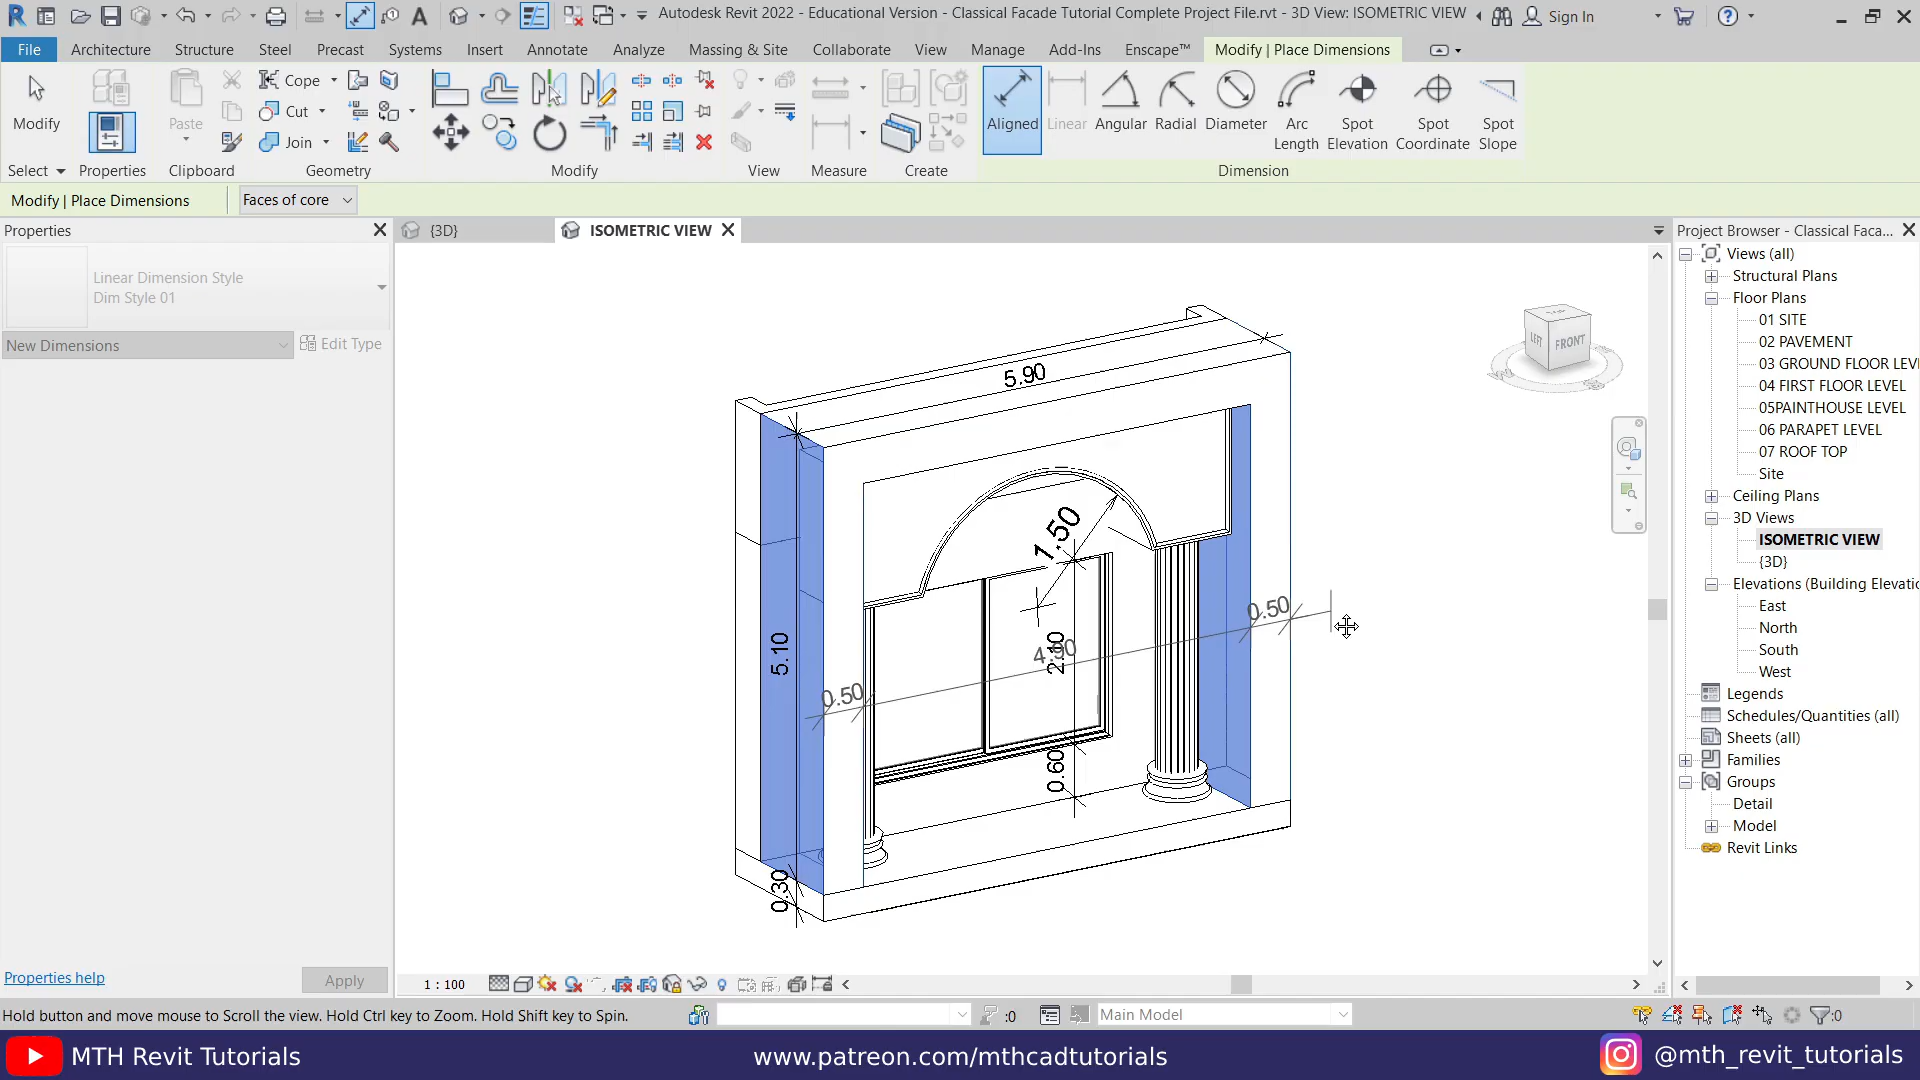 Autodesk Revit 2022 - Educational Version - Classical Facade Tutorial Complete Project File.rvt - 3D View: ISOMETRIC VIEW
Sign In
File Architecture Structure Steel Precast Systems Insert Annotate Analyze Massing & Site Collaborate View Manage Add-Ins Enscape™ Modify | Place Dimensions
Cope
Cut
Join
Modify
Paste
Aligned Linear Angular Radial Diameter Arc Length Spot Elevation Spot Coordinate Spot Slope
Select Properties Clipboard Geometry Modify View Measure Create Dimension
Modify | Place Dimensions Faces of core
Properties
Linear Dimension Style
Dim Style 01
New Dimensions
Edit Type
Properties help
Apply
{3D}
ISOMETRIC VIEW
LEFT
FRONT
5.90
1.50
0.50
4.90
2.10
5.10
0.50
0.60
0.30
1 : 100
Project Browser - Classical Faca...
Views (all)
Structural Plans
Floor Plans
01 SITE
02 PAVEMENT
03 GROUND FLOOR LEV
04 FIRST FLOOR LEVEL
05PAINTHOUSE LEVEL
06 PARAPET LEVEL
07 ROOF TOP
Site
Ceiling Plans
3D Views
ISOMETRIC VIEW
{3D}
Elevations (Building Elevatio
East
North
South
West
Legends
Schedules/Quantities (all)
Sheets (all)
Families
Groups
Detail
Model
Revit Links
Hold button and move mouse to Scroll the view. Hold Ctrl key to Zoom. Hold Shift key to Spin.
:0
Main Model
:0
MTH Revit Tutorials
www.patreon.com/mthcadtutorials
@mth_revit_tutorials